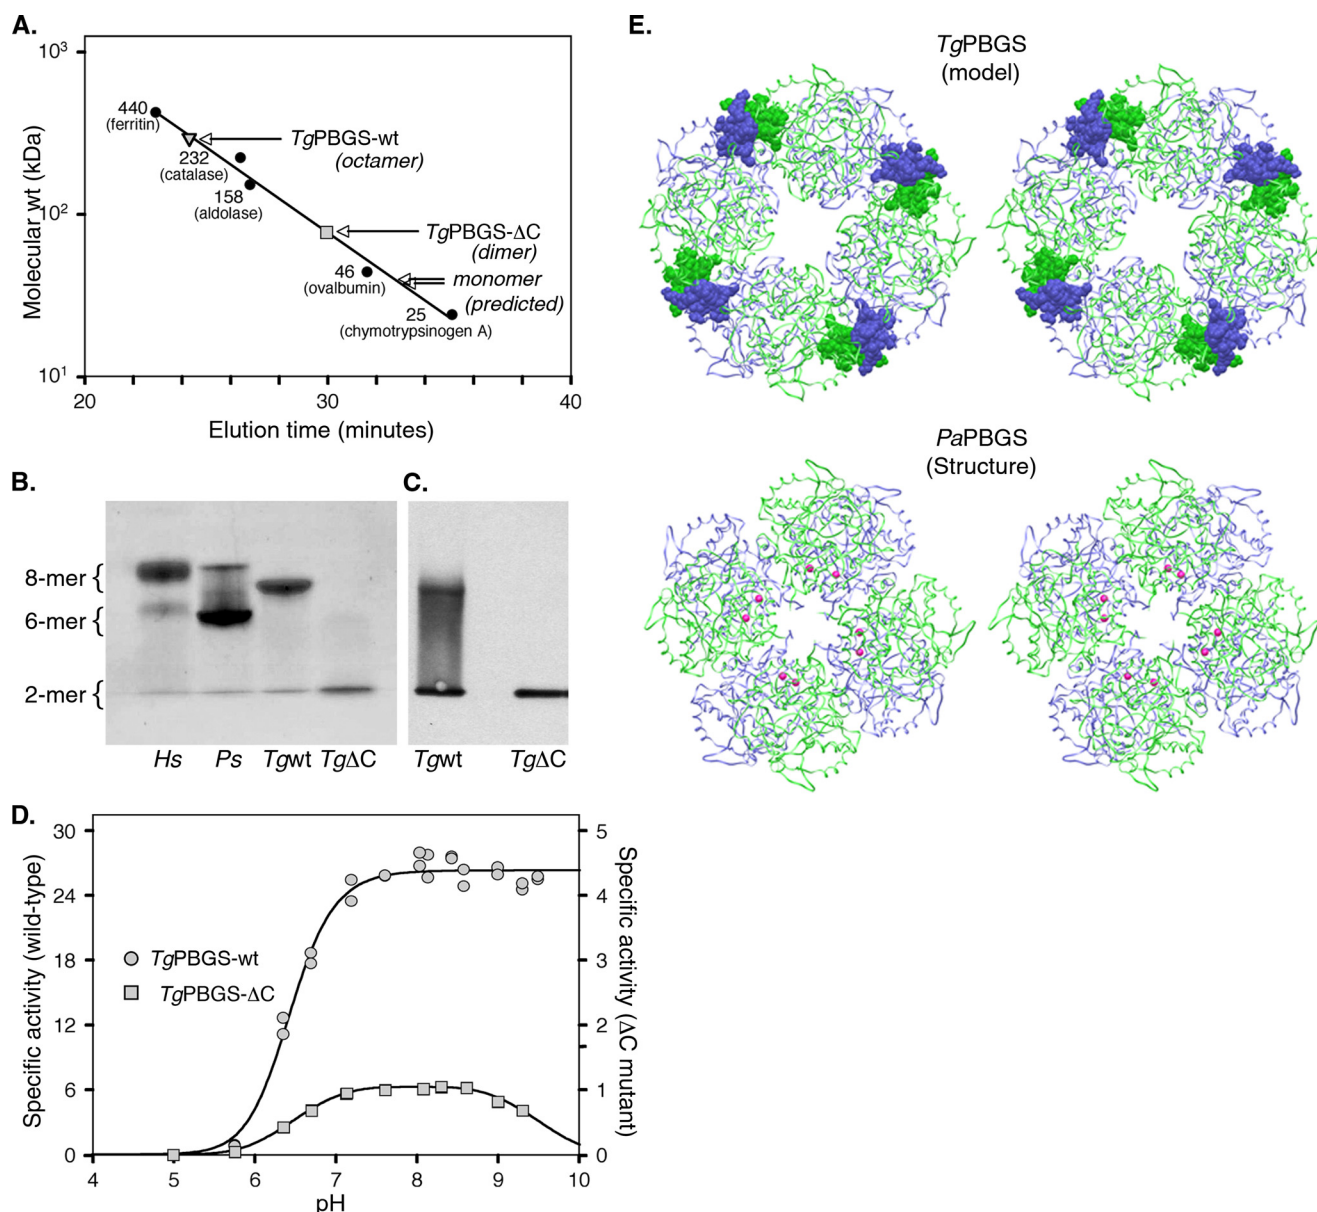 A.
Molecular wt (kDa)
10³
10²
10¹
440
(ferritin)
232
(catalase)
158
(aldolase)
TgPBGS-wt
(octamer)
TgPBGS-ΔC
(dimer)
46
(ovalbumin)
monomer
(predicted)
25
(chymotrypsinogen A)
20
30
40
Elution time (minutes)
B.
8-mer {
6-mer {
2-mer {
Hs Ps Tgwt TgΔC
C.
Tgwt TgΔC
D.
Specific activity (wild-type)
30
24
18
12
6
0
TgPBGS-wt
TgPBGS-ΔC
5
4
3
2
1
0
Specific activity (ΔC mutant)
4 5 6 7 8 9 10
pH
E.
TgPBGS
(model)
PaPBGS
(Structure)